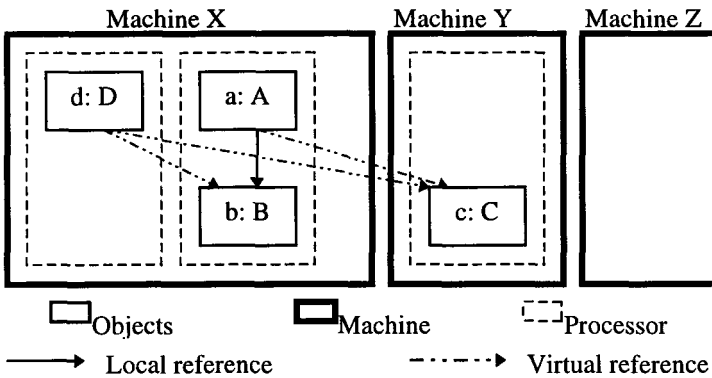 Machine X Machine Y Machine Z
d: D a: A
b: B c: C
Objects Machine Processor
Local reference Virtual reference